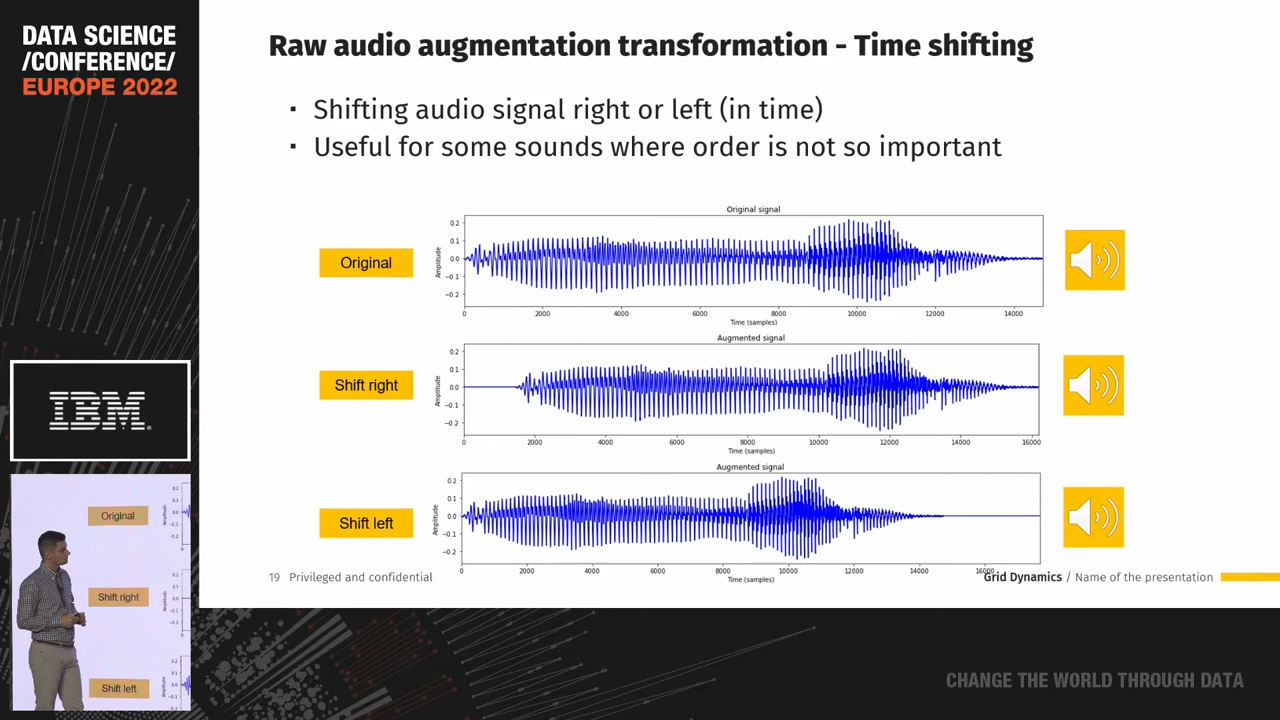 DATA SCIENCE
/CONFERENCE/
EUROPE 2022
Raw audio augmentation transformation - Time shifting
▪ Shifting audio signal right or left (in time)
▪ Useful for some sounds where order is not so important
Original
Original signal
Amplitude
0.2
0.1
0.0
−0.1
−0.2
0 2000 4000 6000 8000 10000 12000 14000
Time (samples)
Shift right
Augmented signal
Amplitude
0.2
0.1
0.0
−0.1
−0.2
0 2000 4000 6000 8000 10000 12000 14000 16000
Time (samples)
Shift left
Augmented signal
Amplitude
0.2
0.1
0.0
−0.1
−0.2
0 2000 4000 6000 8000 10000 12000 14000 16000
Time (samples)
19 Privileged and confidential
Grid Dynamics / Name of the presentation
IBM
Original
Shift right
Shift left
CHANGE THE WORLD THROUGH DATA